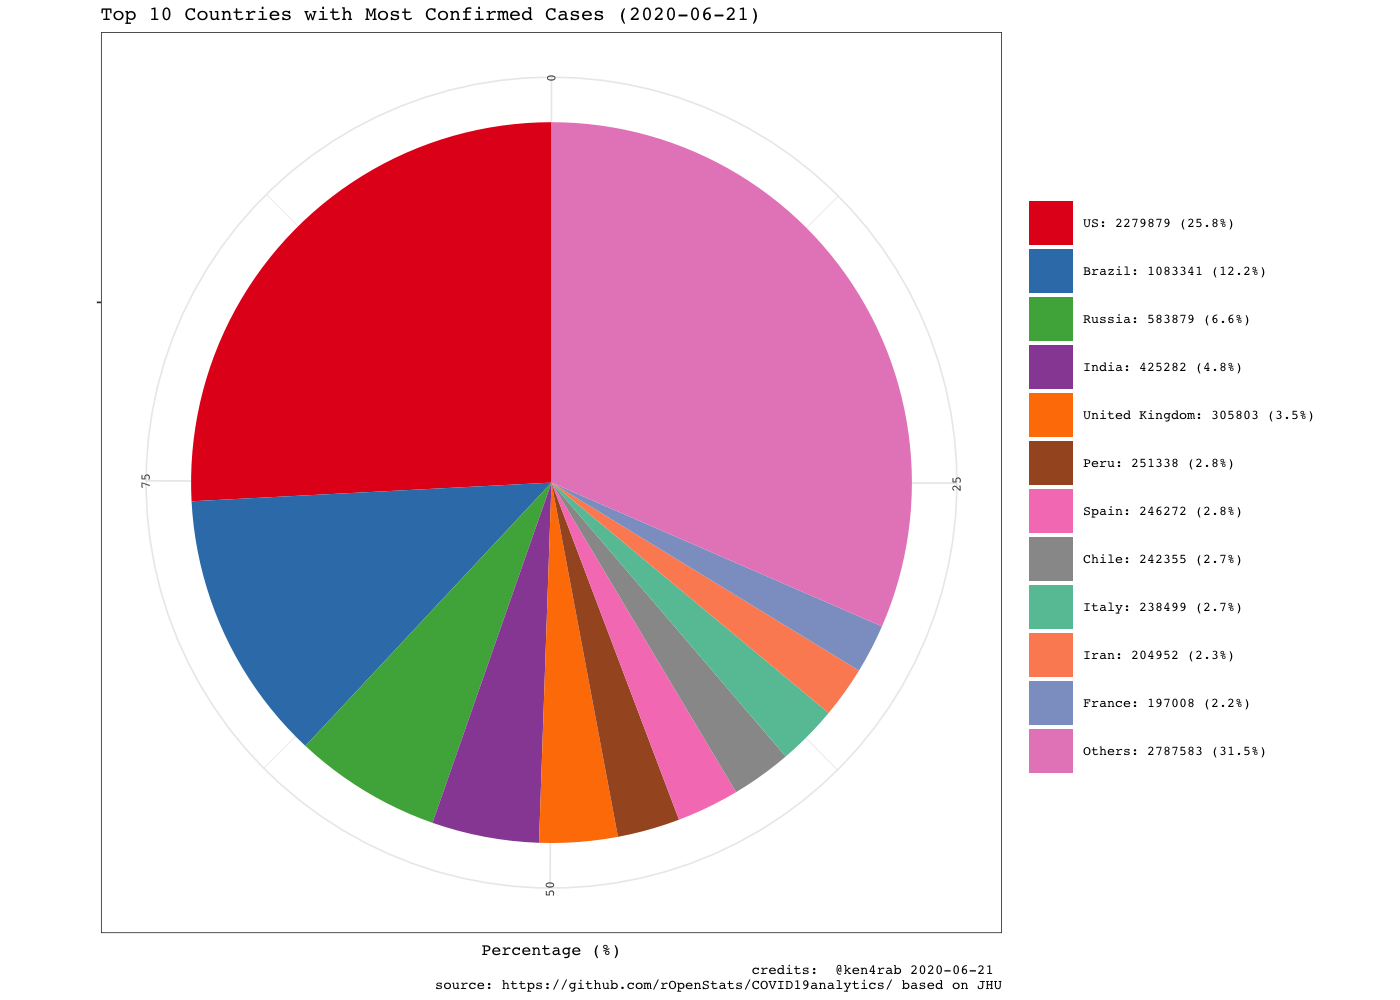 Top 10 Countries with Most Confirmed Cases (2020-06-21)
0
25
50
75
US: 2279879 (25.8%)
Brazil: 1083341 (12.2%)
Russia: 583879 (6.6%)
India: 425282 (4.8%)
United Kingdom: 305803 (3.5%)
Peru: 251338 (2.8%)
Spain: 246272 (2.8%)
Chile: 242355 (2.7%)
Italy: 238499 (2.7%)
Iran: 204952 (2.3%)
France: 197008 (2.2%)
Others: 2787583 (31.5%)
Percentage (%)
credits:  @ken4rab 2020-06-21
source: https://github.com/rOpenStats/COVID19analytics/ based on JHU